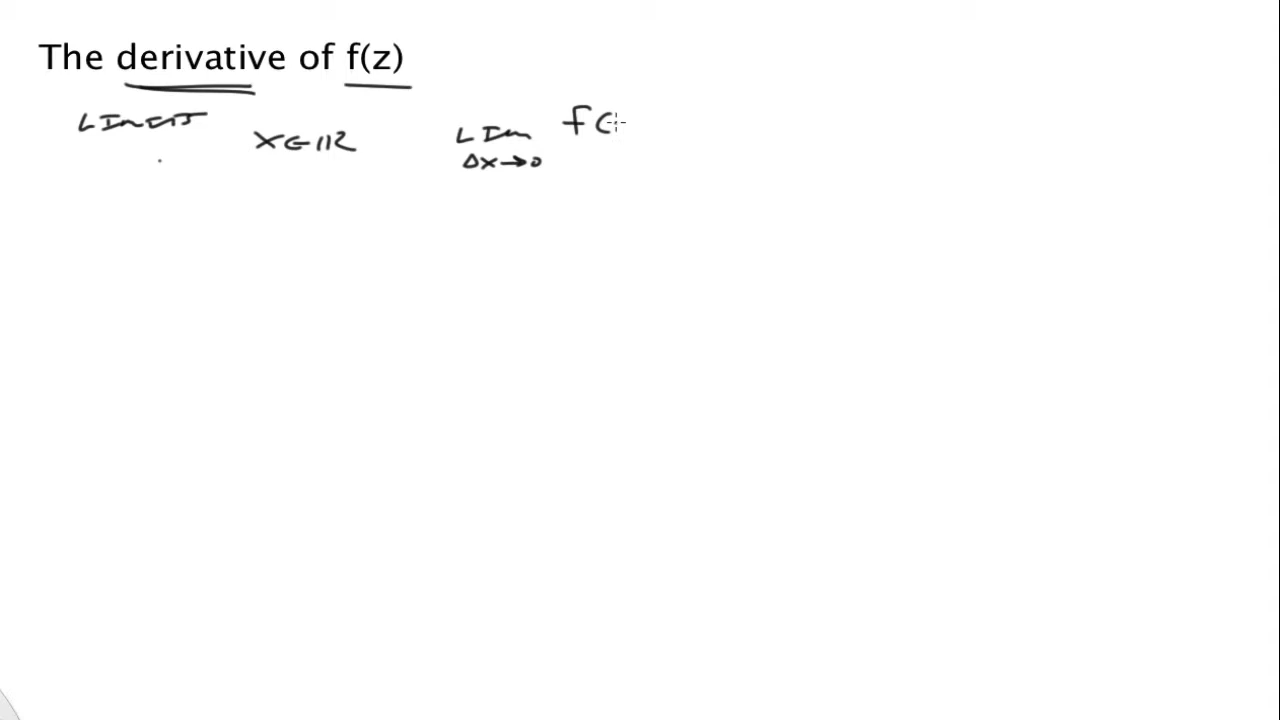 The derivative of f(z)
LIMIT x∈ℝ LIM f(
Δx→0